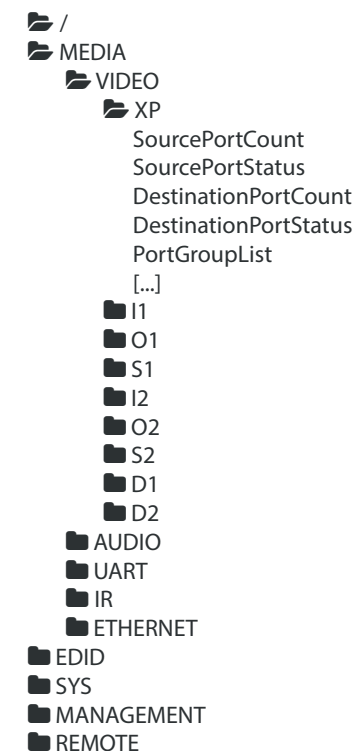 /
MEDIA
VIDEO
XP
SourcePortCount
SourcePortStatus
DestinationPortCount
DestinationPortStatus
PortGroupList
[...]
I1
O1
S1
I2
O2
S2
D1
D2
AUDIO
UART
IR
ETHERNET
EDID
SYS
MANAGEMENT
REMOTE